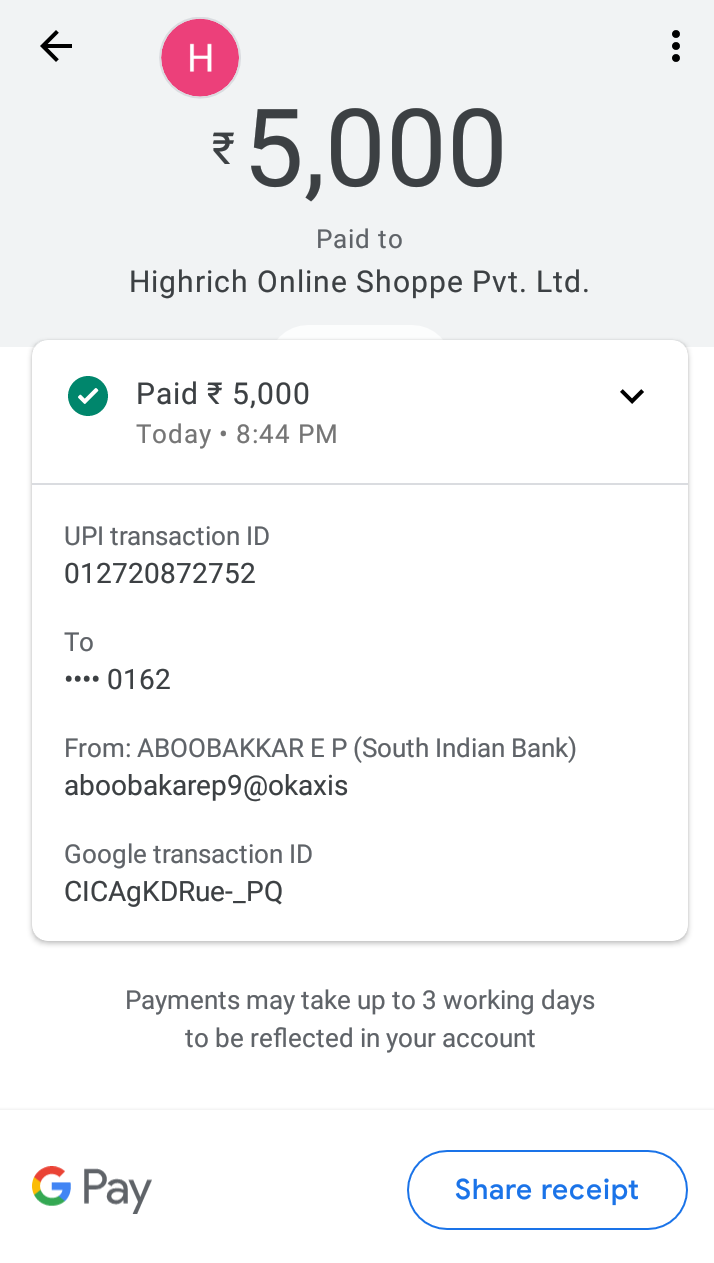 H
₹5,000
Paid to
Highrich Online Shoppe Pvt. Ltd.
Paid ₹ 5,000
Today • 8:44 PM
UPI transaction ID
012720872752
To
•••• 0162
From: ABOOBAKKAR E P (South Indian Bank)
aboobakarep9@okaxis
Google transaction ID
CICAgKDRue-_PQ
Payments may take up to 3 working days
to be reflected in your account
G Pay
Share receipt